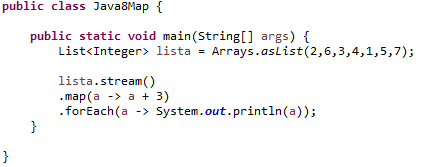 public class Java8Map {
public static void main(String[] args) {
List<Integer> lista = Arrays.asList(2,6,3,4,1,5,7);
lista.stream()
.map(a -> a + 3)
.forEach(a -> System.out.println(a));
}
}